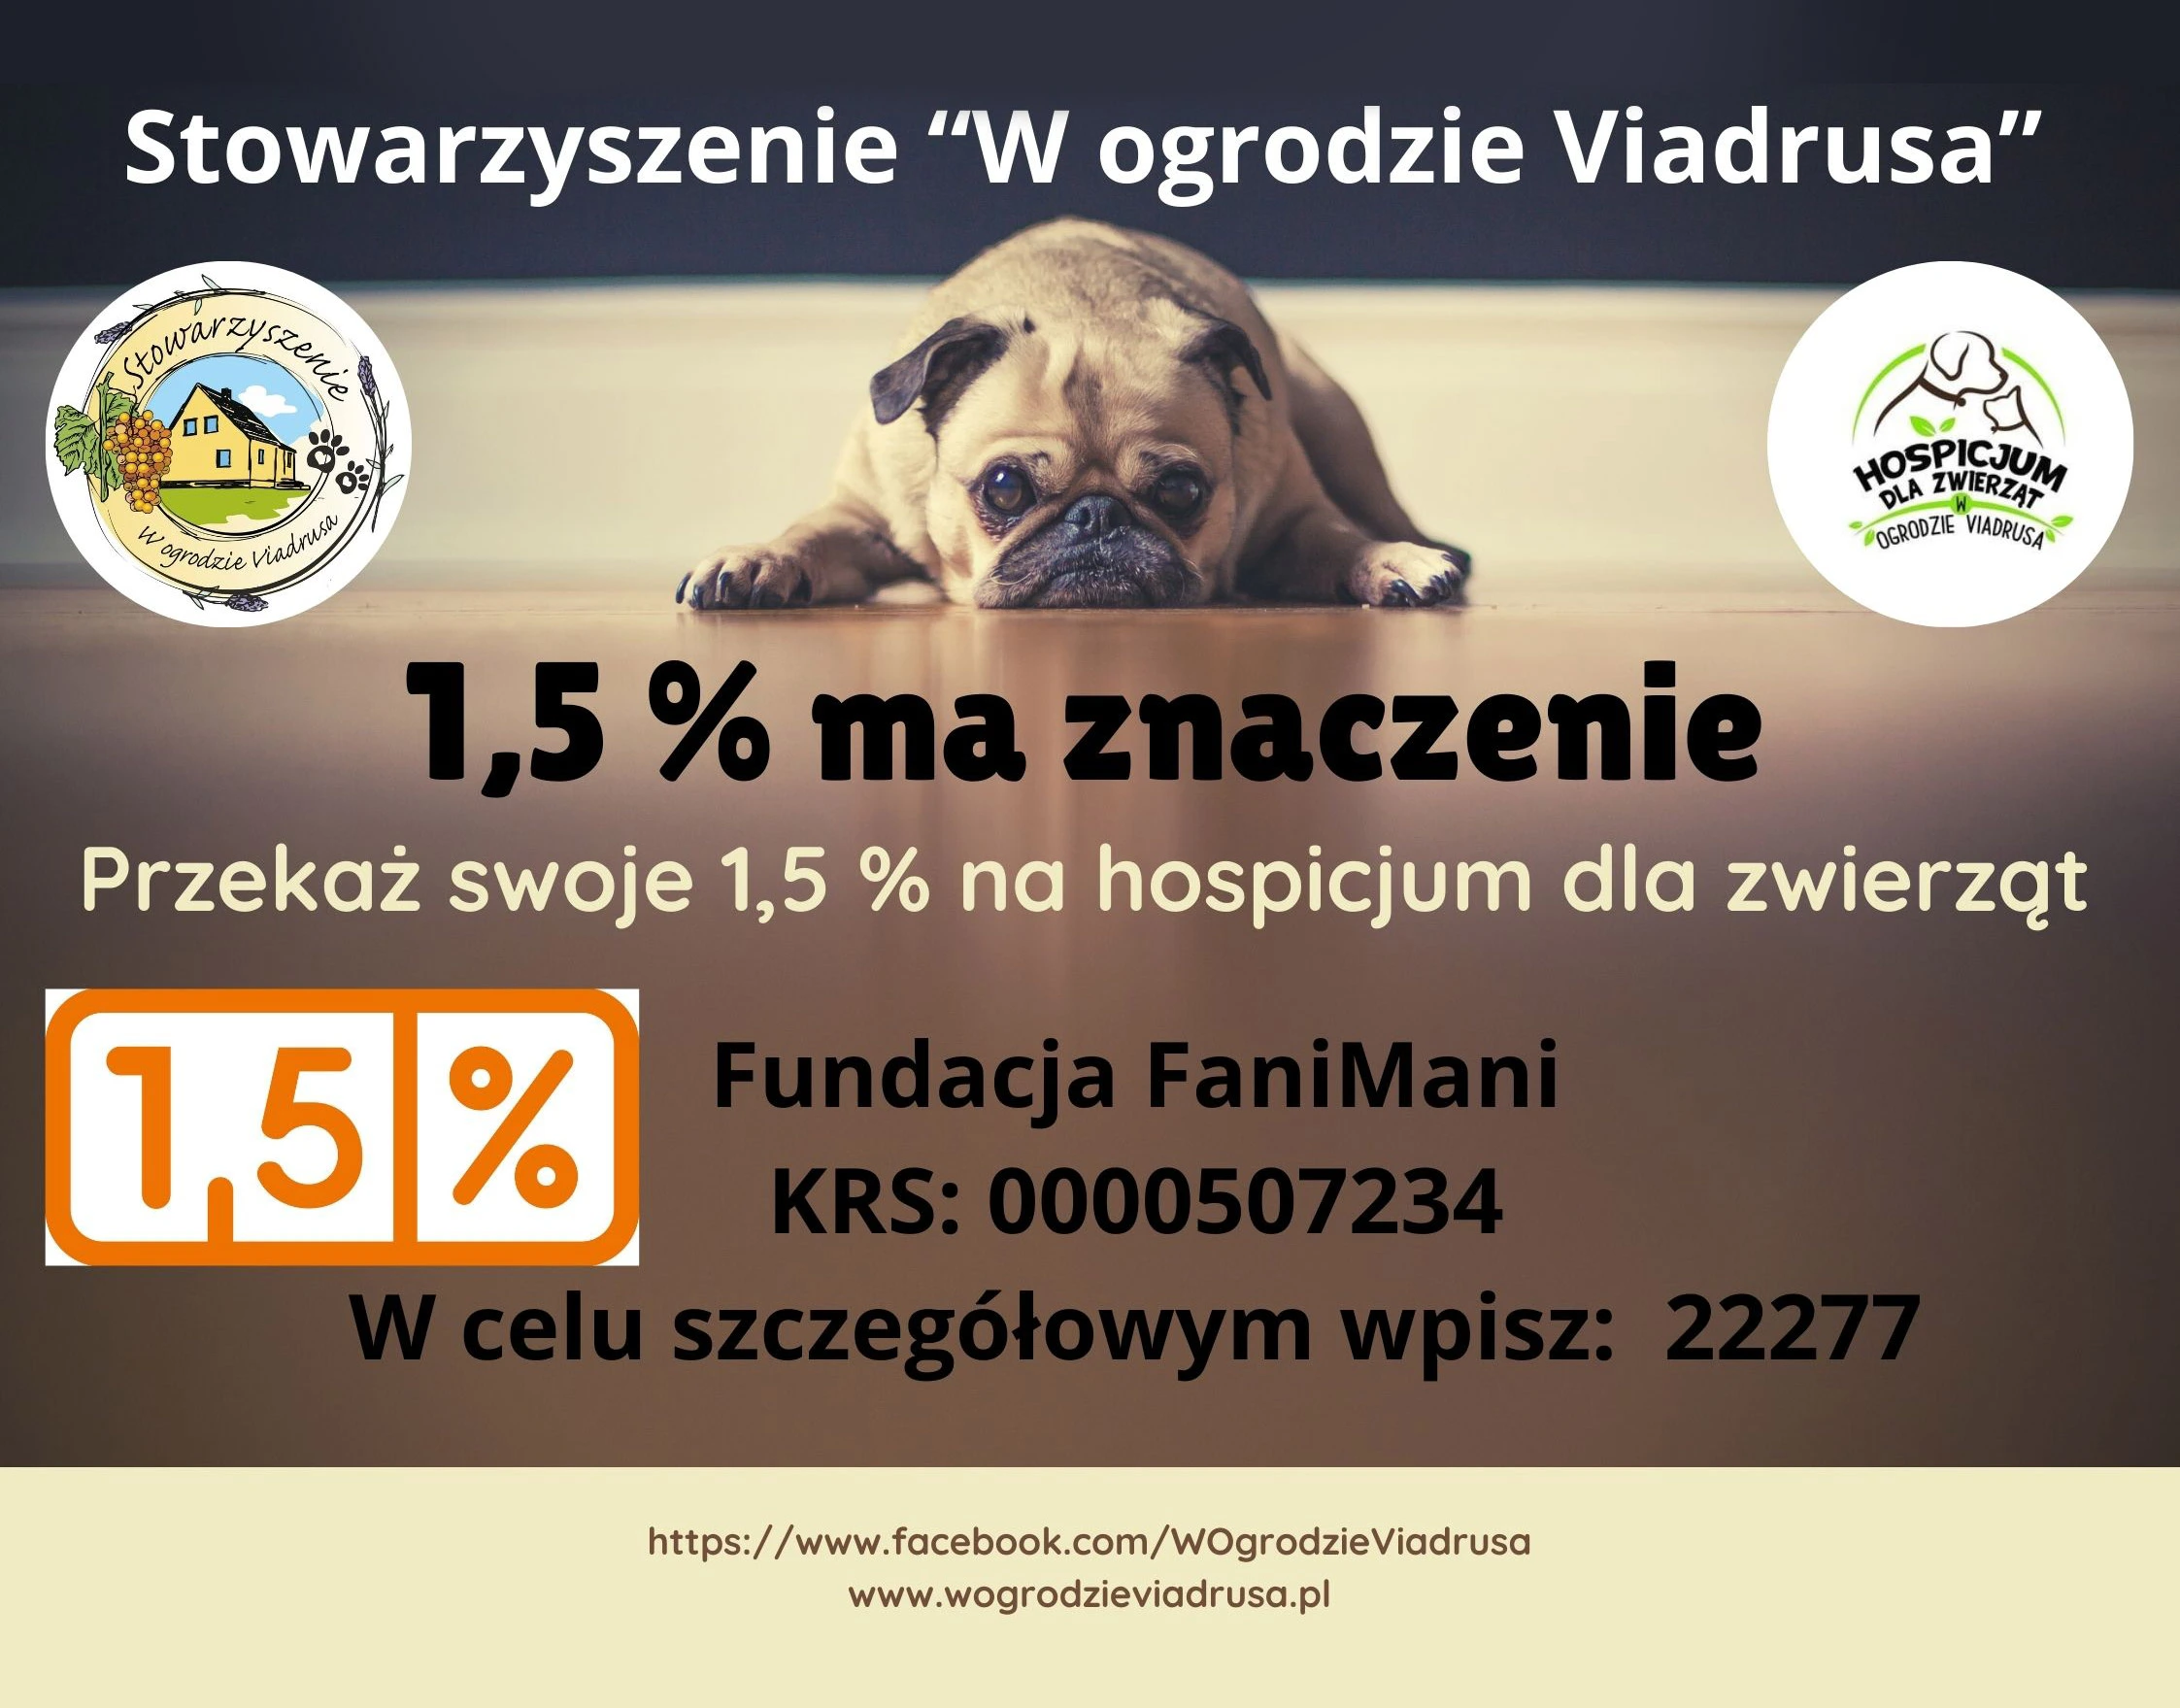 Stowarzyszenie “W ogrodzie Viadrusa”
Stowarzyszenie
W ogrodzie Viadrusa
HOSPICJUM
DLA ZWIERZĄT
W
OGRODZIE VIADRUSA
1,5 % ma znaczenie
Przekaż swoje 1,5 % na hospicjum dla zwierząt
1,5 %
Fundacja FaniMani
KRS: 0000507234
W celu szczegółowym wpisz: 22277
https://www.facebook.com/WOgrodzieViadrusa
www.wogrodzieviadrusa.pl